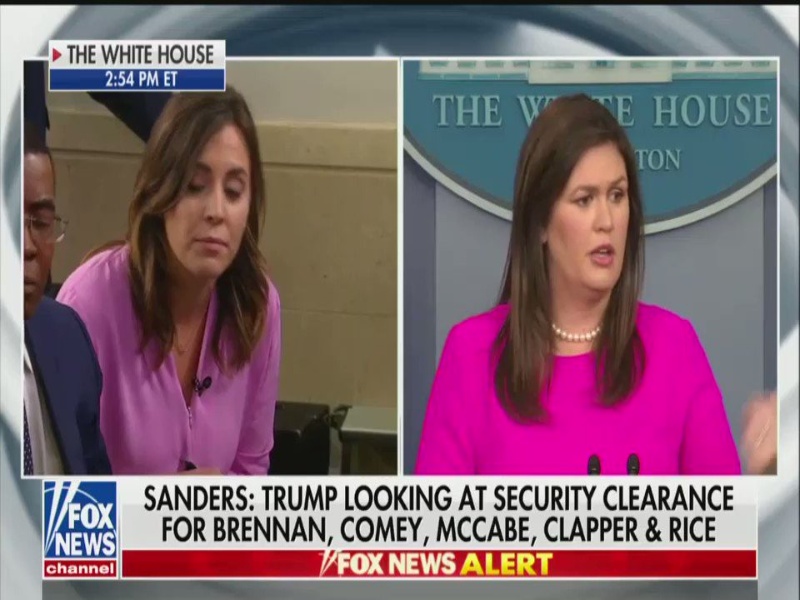 THE WHITE HOUSE
2:54 PM ET
THE WHITE HOUSE
TON
SANDERS: TRUMP LOOKING AT SECURITY CLEARANCE
FOR BRENNAN, COMEY, MCCABE, CLAPPER & RICE
FOX
NEWS
channel
FOX NEWS ALERT